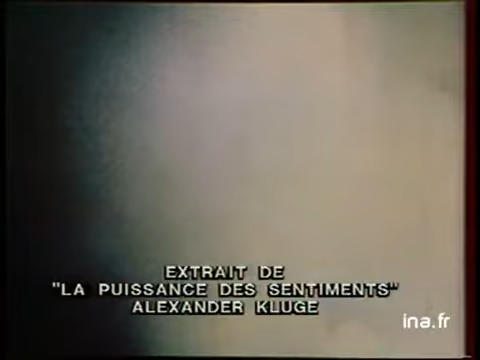 EXTRAIT DE
"LA PUISSANCE DES SENTIMENTS"
ALEXANDER KLUGE
ina.fr